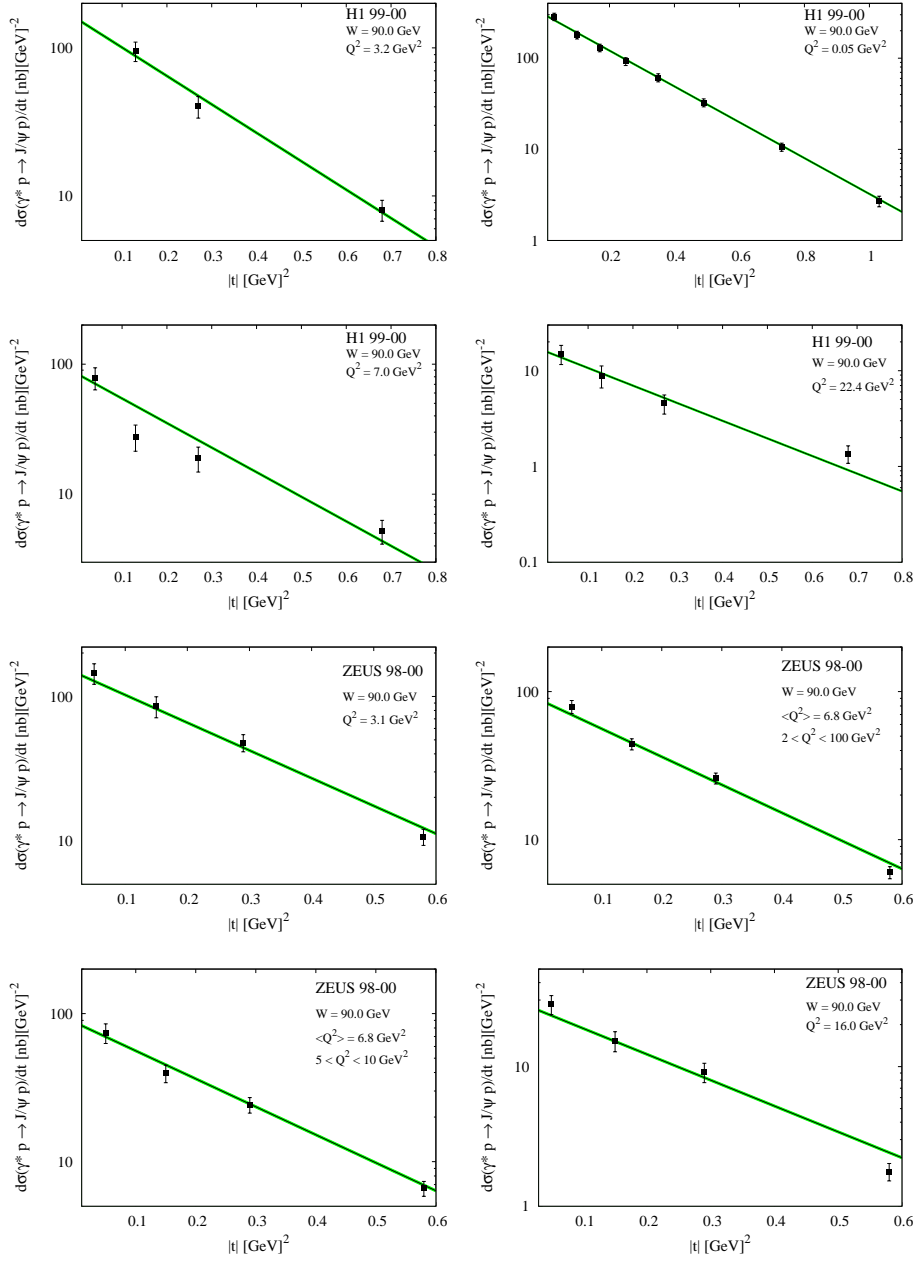 H1 99-00
W = 90.0 GeV
Q² = 3.2 GeV²
100
10
0.1 0.2 0.3 0.4 0.5 0.6 0.7 0.8
|t| [GeV]²
dσ(γ* p → J/ψ p)/dt [nb][GeV]⁻²
H1 99-00
W = 90.0 GeV
Q² = 0.05 GeV²
100
10
1
0.2 0.4 0.6 0.8 1
|t| [GeV]²
dσ(γ* p → J/ψ p)/dt [nb][GeV]⁻²
H1 99-00
W = 90.0 GeV
Q² = 7.0 GeV²
100
10
0.1 0.2 0.3 0.4 0.5 0.6 0.7 0.8
|t| [GeV]²
dσ(γ* p → J/ψ p)/dt [nb][GeV]⁻²
H1 99-00
W = 90.0 GeV
Q² = 22.4 GeV²
10
1
0.1
0.1 0.2 0.3 0.4 0.5 0.6 0.7 0.8
|t| [GeV]²
dσ(γ* p → J/ψ p)/dt [nb][GeV]⁻²
ZEUS 98-00
W = 90.0 GeV
Q² = 3.1 GeV²
100
10
0.1 0.2 0.3 0.4 0.5 0.6
|t| [GeV]²
dσ(γ* p → J/ψ p)/dt [nb][GeV]⁻²
ZEUS 98-00
W = 90.0 GeV
<Q²> = 6.8 GeV²
2 < Q² < 100 GeV²
100
10
0.1 0.2 0.3 0.4 0.5 0.6
|t| [GeV]²
dσ(γ* p → J/ψ p)/dt [nb][GeV]⁻²
ZEUS 98-00
W = 90.0 GeV
<Q²> = 6.8 GeV²
5 < Q² < 10 GeV²
100
10
0.1 0.2 0.3 0.4 0.5 0.6
|t| [GeV]²
dσ(γ* p → J/ψ p)/dt [nb][GeV]⁻²
ZEUS 98-00
W = 90.0 GeV
Q² = 16.0 GeV²
10
1
0.1 0.2 0.3 0.4 0.5 0.6
|t| [GeV]²
dσ(γ* p → J/ψ p)/dt [nb][GeV]⁻²